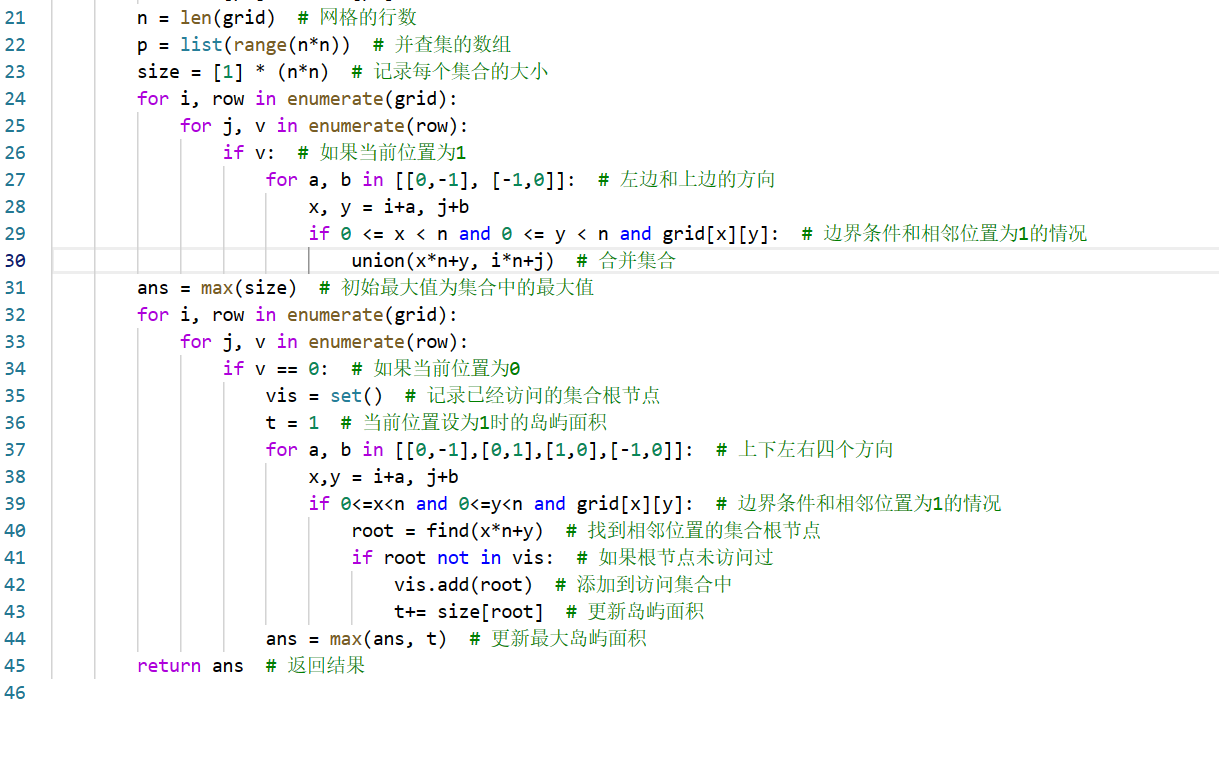 21 n = len(grid)  # 网格的行数
22 p = list(range(n*n))  # 并查集的数组
23 size = [1] * (n*n)  # 记录每个集合的大小
24 for i, row in enumerate(grid):
25 for j, v in enumerate(row):
26 if v:  # 如果当前位置为1
27 for a, b in [[0,-1], [-1,0]]:  # 左边和上边的方向
28 x, y = i+a, j+b
29 if 0 <= x < n and 0 <= y < n and grid[x][y]:  # 边界条件和相邻位置为1的情况
30 union(x*n+y, i*n+j)  # 合并集合
31 ans = max(size)  # 初始最大值为集合中的最大值
32 for i, row in enumerate(grid):
33 for j, v in enumerate(row):
34 if v == 0:  # 如果当前位置为0
35 vis = set()  # 记录已经访问的集合根节点
36 t = 1  # 当前位置设为1时的岛屿面积
37 for a, b in [[0,-1],[0,1],[1,0],[-1,0]]:  # 上下左右四个方向
38 x,y = i+a, j+b
39 if 0<=x<n and 0<=y<n and grid[x][y]:  # 边界条件和相邻位置为1的情况
40 root = find(x*n+y)  # 找到相邻位置的集合根节点
41 if root not in vis:  # 如果根节点未访问过
42 vis.add(root)  # 添加到访问集合中
43 t+= size[root]  # 更新岛屿面积
44 ans = max(ans, t)  # 更新最大岛屿面积
45 return ans  # 返回结果
46